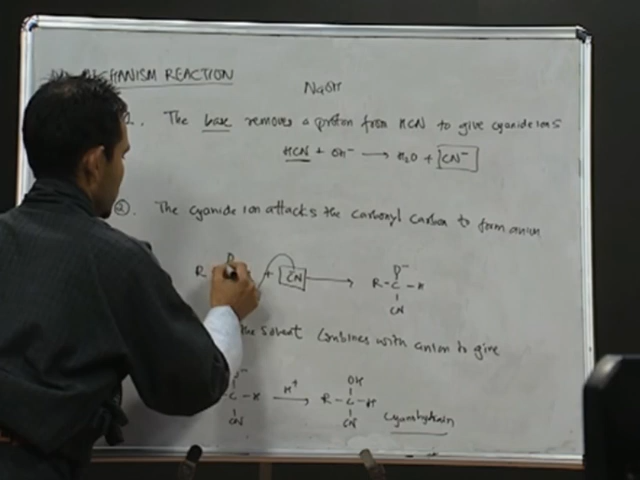 MECHANISM REACTION
NaOH
1. The base removes a proton from HCN to give cyanide ions
HCN + OH⁻ → H₂O + CN⁻
②. The cyanide ion attacks the carbonyl carbon to form anion
R + CN → R-C-H
O⁻
CN
the solvent combines with anion to give
O⁻ OH
C-H H⁺ → R-C-H
CN CN Cyanohydrin